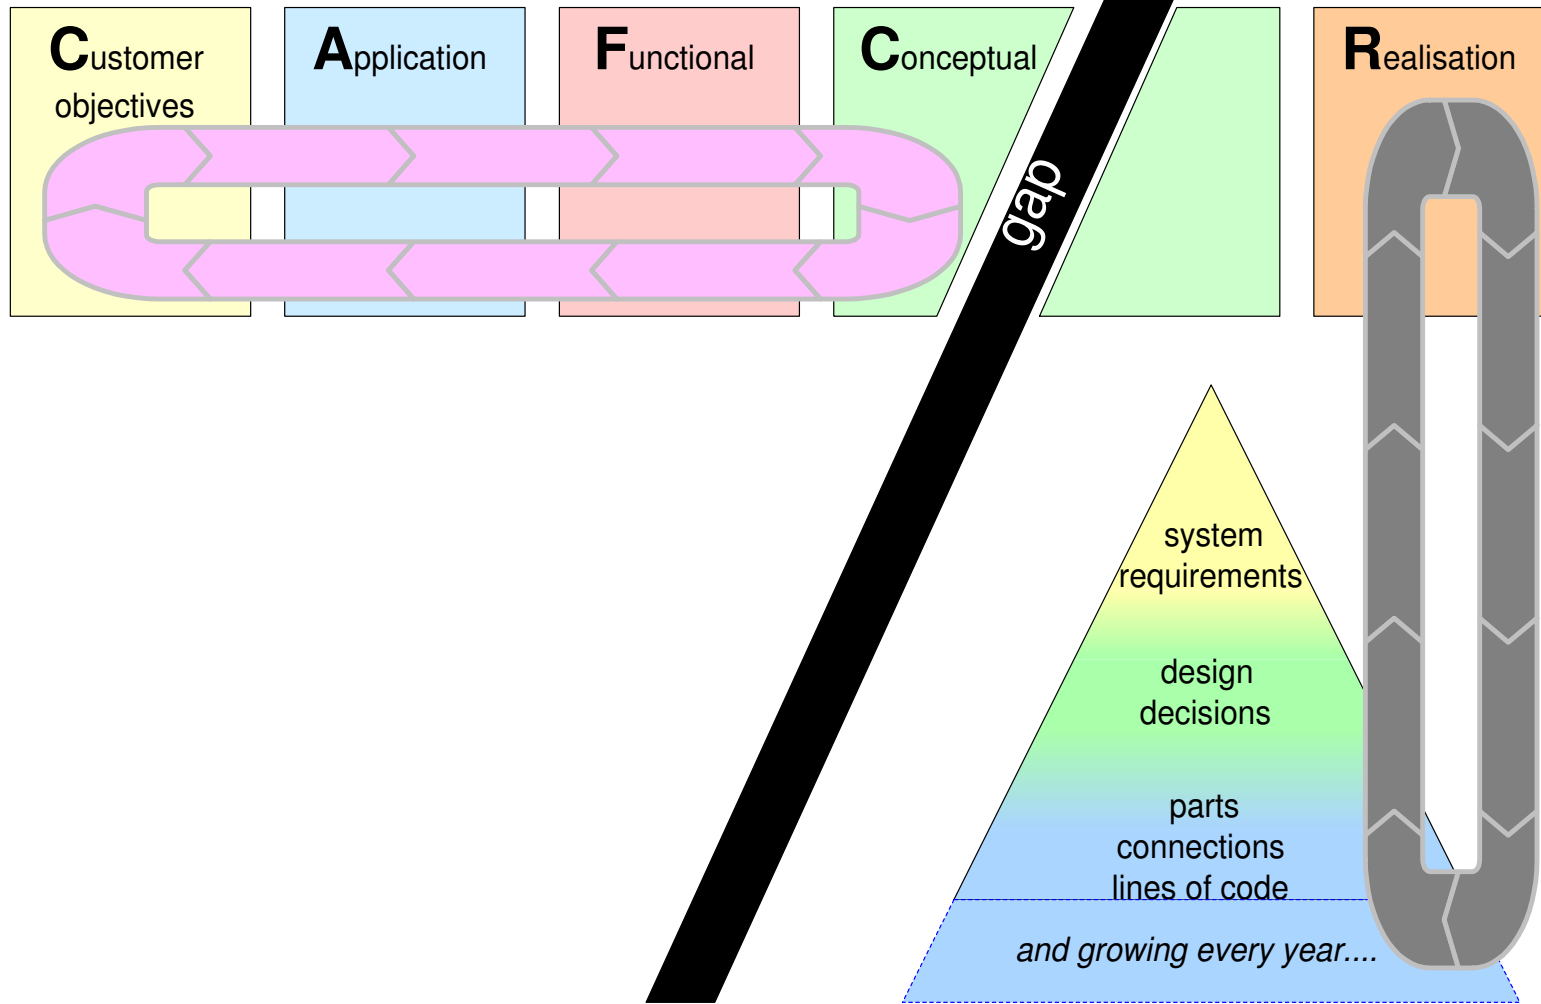 Customer
objectives
Application
Functional
Conceptual
Realisation
gap
system
requirements
design
decisions
parts
connections
lines of code
and growing every year....